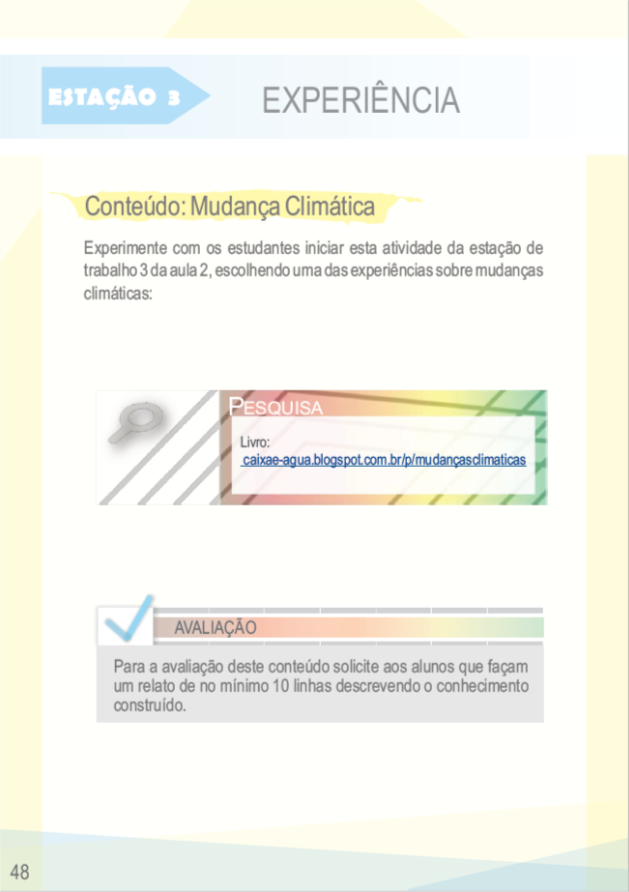 ESTAÇÃO 3
EXPERIÊNCIA
Conteúdo: Mudança Climática
Experimente com os estudantes iniciar esta atividade da estação de
trabalho 3 da aula 2, escolhendo uma das experiências sobre mudanças
climáticas:
PESQUISA
Livro:
caixae-agua.blogspot.com.br/p/mudançasclimaticas
AVALIAÇÃO
Para a avaliação deste conteúdo solicite aos alunos que façam
um relato de no mínimo 10 linhas descrevendo o conhecimento
construído.
48